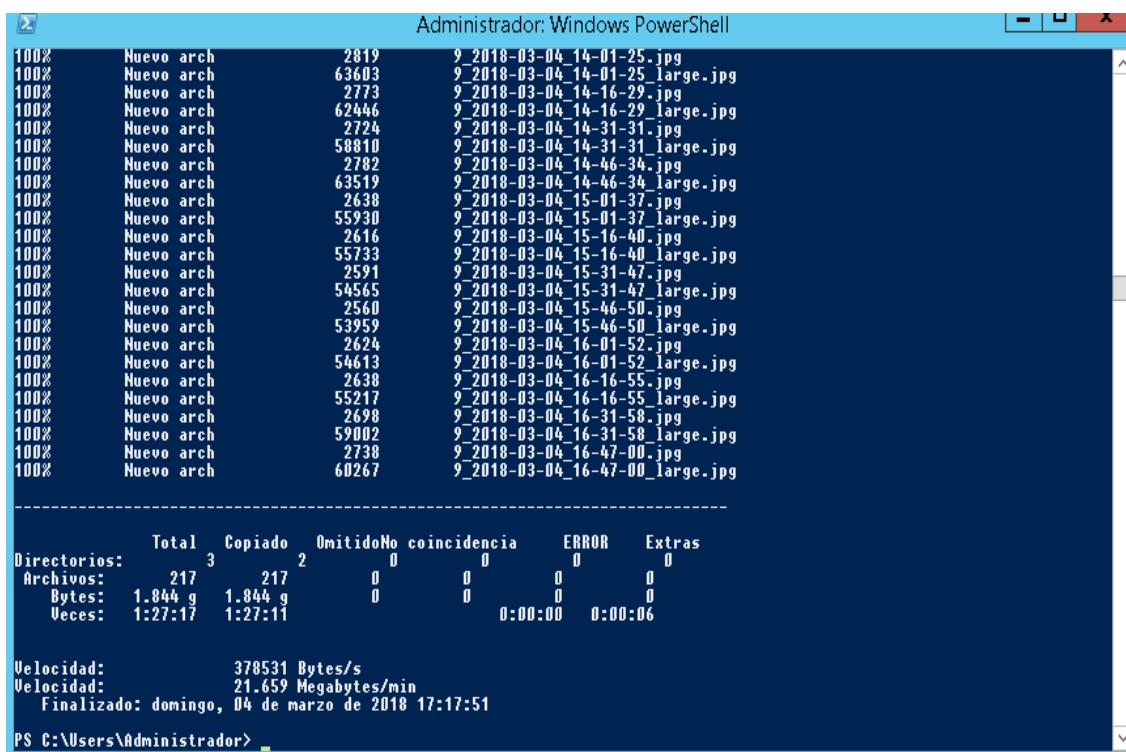 Administrador: Windows PowerShell
100% Nuevo arch 2819 9_2018-03-04_14-01-25.jpg
100% Nuevo arch 63603 9_2018-03-04_14-01-25_large.jpg
100% Nuevo arch 2773 9_2018-03-04_14-16-29.jpg
100% Nuevo arch 62446 9_2018-03-04_14-16-29_large.jpg
100% Nuevo arch 2724 9_2018-03-04_14-31-31.jpg
100% Nuevo arch 58810 9_2018-03-04_14-31-31_large.jpg
100% Nuevo arch 2782 9_2018-03-04_14-46-34.jpg
100% Nuevo arch 63519 9_2018-03-04_14-46-34_large.jpg
100% Nuevo arch 2638 9_2018-03-04_15-01-37.jpg
100% Nuevo arch 55930 9_2018-03-04_15-01-37_large.jpg
100% Nuevo arch 2616 9_2018-03-04_15-16-40.jpg
100% Nuevo arch 55733 9_2018-03-04_15-16-40_large.jpg
100% Nuevo arch 2591 9_2018-03-04_15-31-47.jpg
100% Nuevo arch 54565 9_2018-03-04_15-31-47_large.jpg
100% Nuevo arch 2560 9_2018-03-04_15-46-50.jpg
100% Nuevo arch 53959 9_2018-03-04_15-46-50_large.jpg
100% Nuevo arch 2624 9_2018-03-04_16-01-52.jpg
100% Nuevo arch 54613 9_2018-03-04_16-01-52_large.jpg
100% Nuevo arch 2638 9_2018-03-04_16-16-55.jpg
100% Nuevo arch 55217 9_2018-03-04_16-16-55_large.jpg
100% Nuevo arch 2698 9_2018-03-04_16-31-58.jpg
100% Nuevo arch 59002 9_2018-03-04_16-31-58_large.jpg
100% Nuevo arch 2738 9_2018-03-04_16-47-00.jpg
100% Nuevo arch 60267 9_2018-03-04_16-47-00_large.jpg
------------------------------------------------------------------------------
Total Copiado OmitidoNo coincidencia ERROR Extras
Directorios: 3 2 0 0 0 0
Archivos: 217 217 0 0 0 0
Bytes: 1.844 g 1.844 g 0 0 0 0
Veces: 1:27:17 1:27:11 0:00:00 0:00:06
Velocidad: 378531 Bytes/s
Velocidad: 21.659 Megabytes/min
Finalizado: domingo, 04 de marzo de 2018 17:17:51
PS C:\Users\Administrador> _